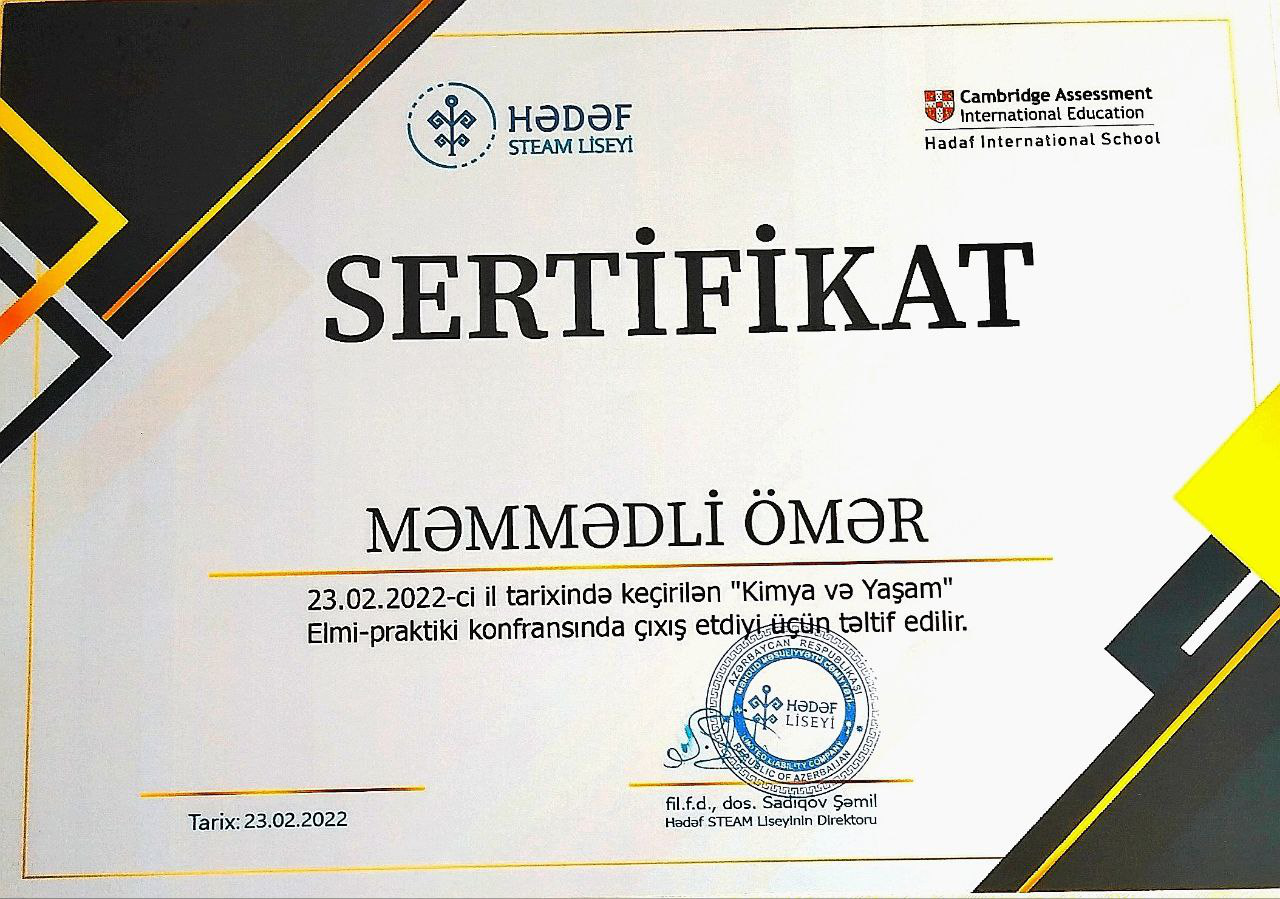 HƏDƏF
STEAM LİSEYİ
Cambridge Assessment
International Education
Hadaf International School
SERTİFİKAT
MƏMMƏDLİ ÖMƏR
23.02.2022-ci il tarixində keçirilən "Kimya və Yaşam"
Elmi-praktiki konfransında çıxış etdiyi üçün təltif edilir.
AZƏRBAYCAN RESPUBLİKASI
MƏHDUD MƏSULİYYƏTLİ CƏMİYYƏTİ
HƏDƏF
LİSEYİ
LIMITED LIABILITY COMPANY
REPUBLIC OF AZERBAIJAN
fil.f.d., dos. Sadıqov Şamil
Hədəf STEAM Liseyinin Direktoru
Tarix: 23.02.2022